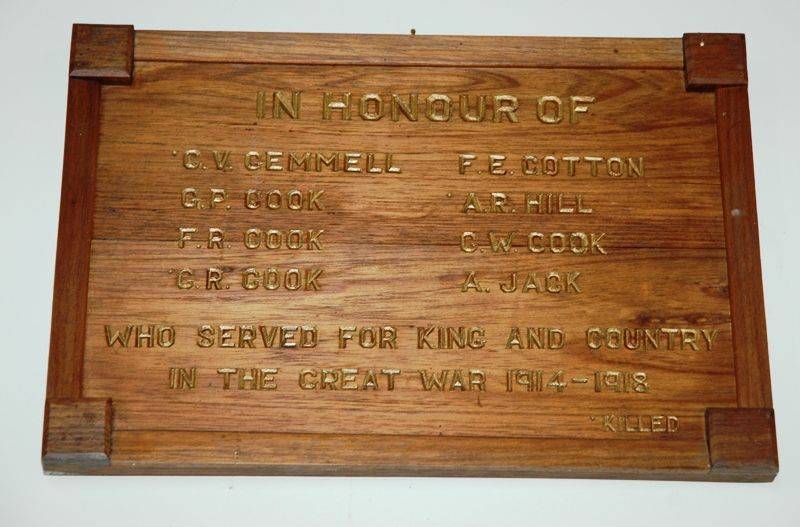 IN HONOUR OF
*C.V. GEMMELL F.E. COTTON
G.P. COOK *A.R. HILL
F.R. COOK C.W. COOK
*G.R. COOK A. JACK
WHO SERVED FOR KING AND COUNTRY
IN THE GREAT WAR 1914-1918
*KILLED